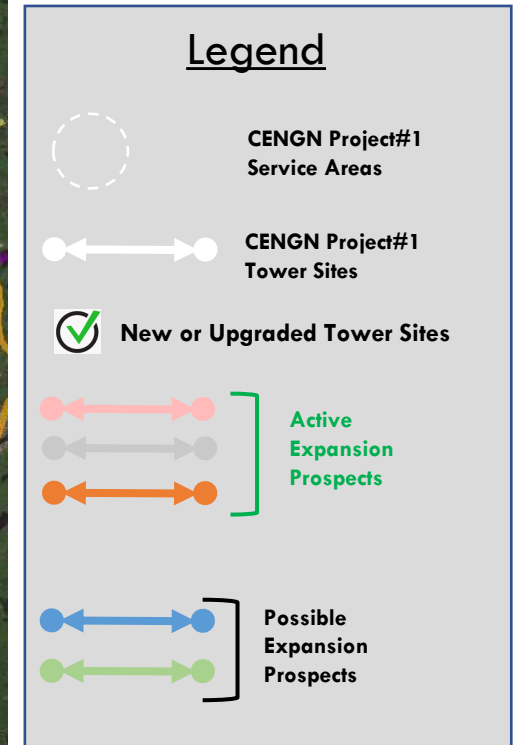 Legend
CENGN Project#1
Service Areas
CENGN Project#1
Tower Sites
New or Upgraded Tower Sites
Active
Expansion
Prospects
Possible
Expansion
Prospects